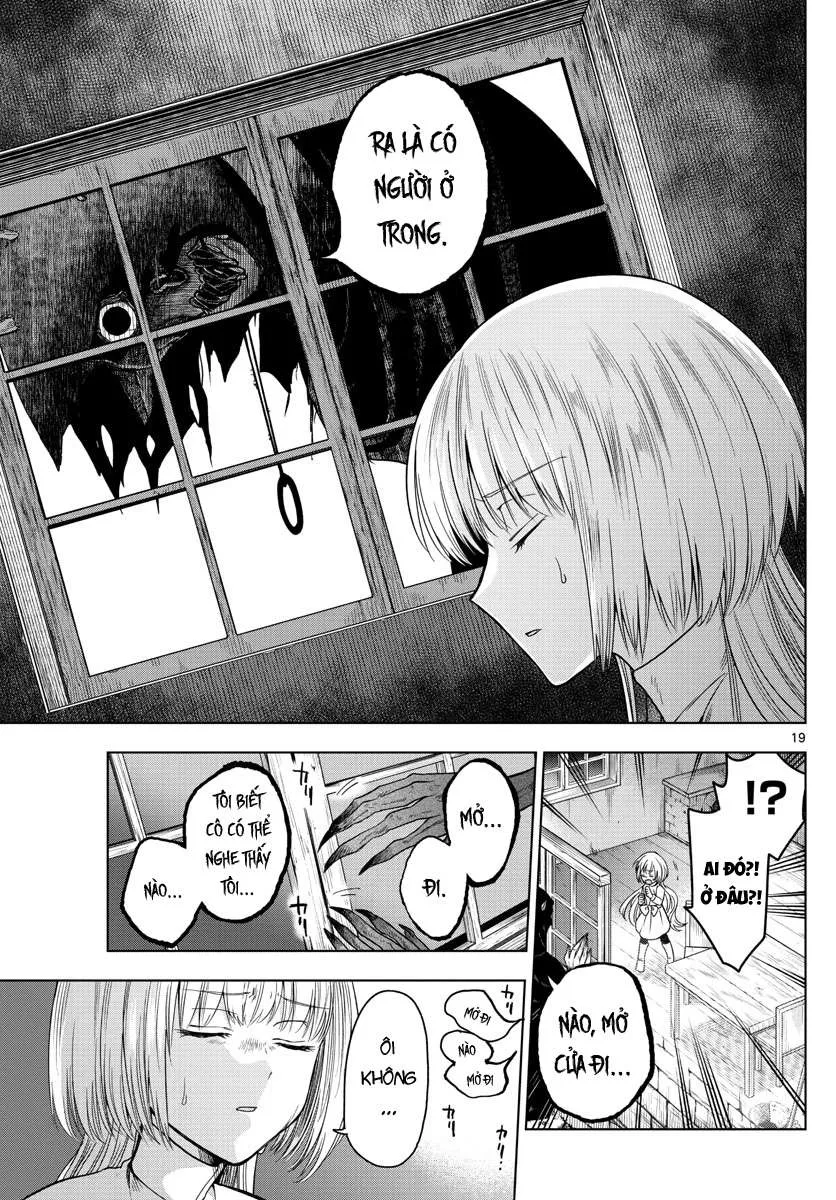 RA LÀ CÓ
NGƯỜI Ở
TRONG.
19
!?
AI ĐÓ?!
Ở ĐÂU?!
NÀO, MỞ
CỬA ĐI...
MỞ...
ĐI.
TÔI BIẾT
CÔ CÓ THỂ
NGHE THẤY
TÔI...
NÀO...
MỞ ĐI
NÀO
MỞ ĐI
ÔI
KHÔNG
...